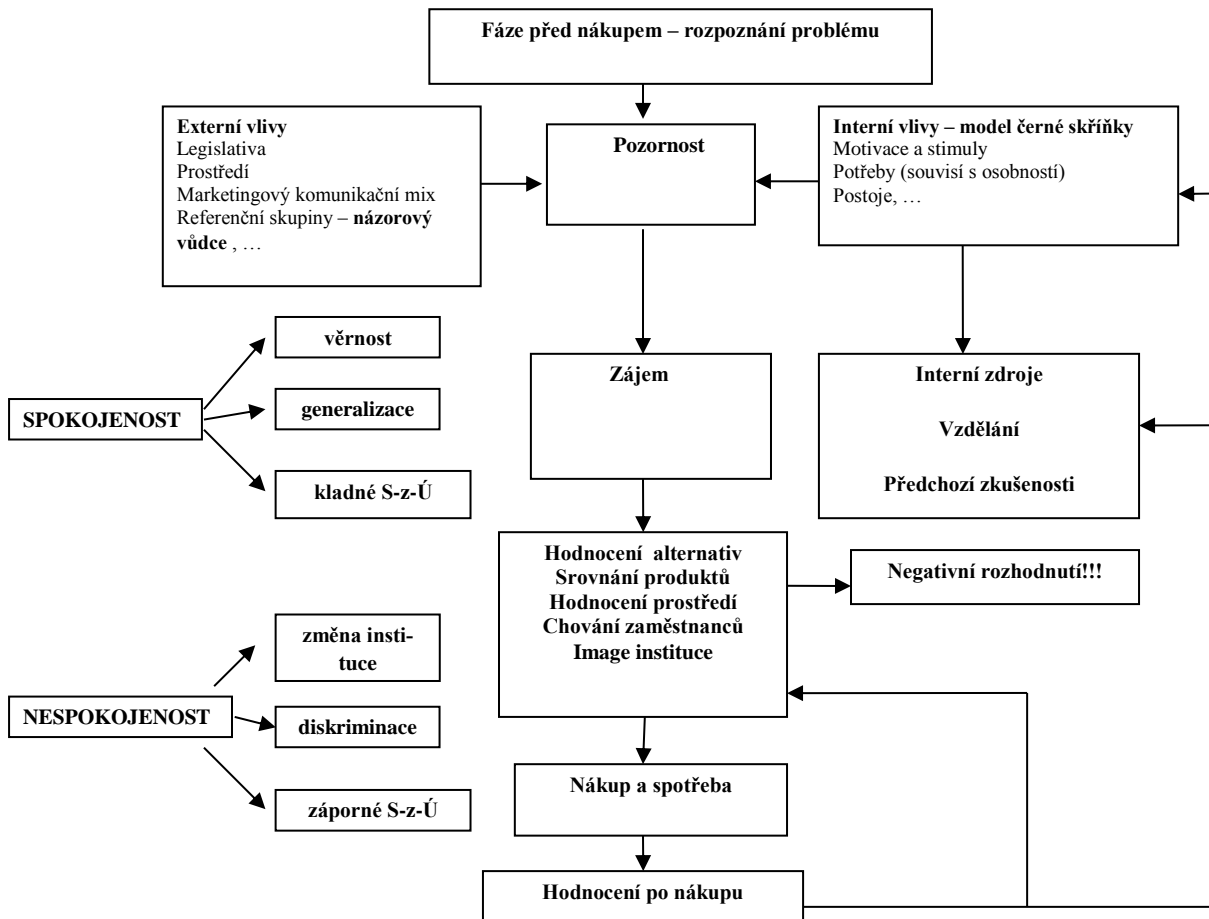 Fáze před nákupem – rozpoznání problému
Externí vlivy
Legislativa
Prostředí
Marketingový komunikační mix
Referenční skupiny – názorový
vůdce , …
Pozornost
Interní vlivy – model černé skříňky
Motivace a stimuly
Potřeby (souvisí s osobností)
Postoje, …
věrnost
SPOKOJENOST
generalizace
kladné S-z-Ú
Zájem
Interní zdroje
Vzdělání
Předchozí zkušenosti
Hodnocení alternativ
Srovnání produktů
Hodnocení prostředí
Chování zaměstnanců
Image instituce
Negativní rozhodnutí!!!
změna insti-
tuce
NESPOKOJENOST
diskriminace
záporné S-z-Ú
Nákup a spotřeba
Hodnocení po nákupu